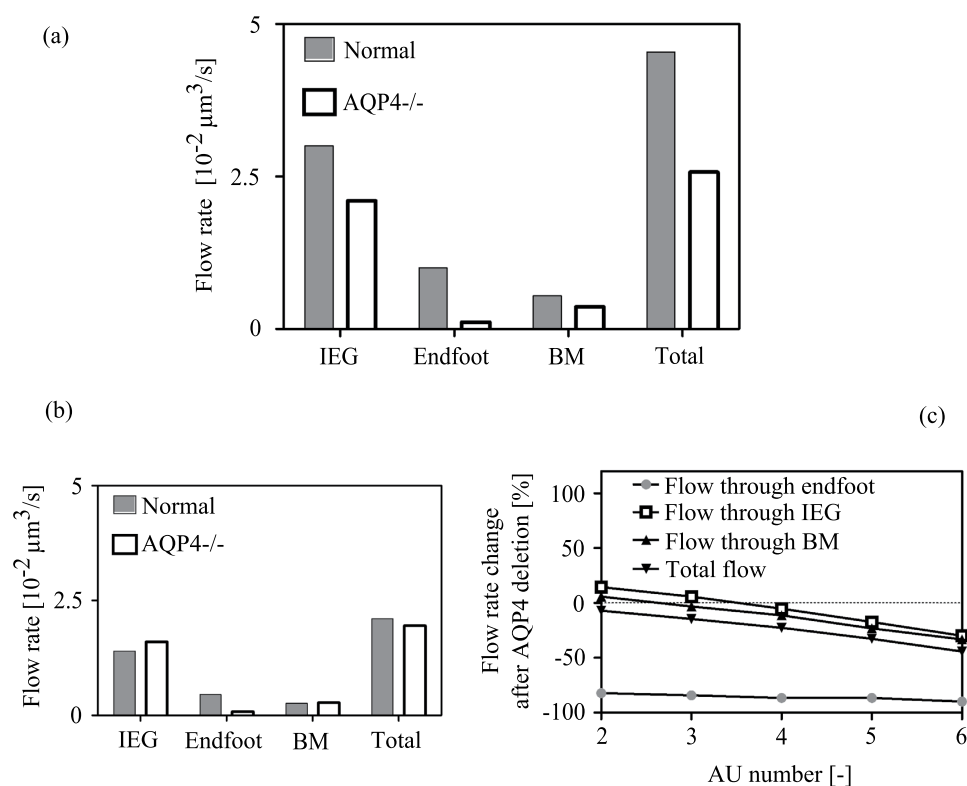 (a)
Flow rate [10-2 μm3/s]
5
2.5
0
Normal
AQP4-/-
IEG Endfoot BM Total
(b)
Flow rate [10-2 μm3/s]
5
2.5
0
Normal
AQP4-/-
IEG Endfoot BM Total
(c)
Flow rate change
after AQP4 deletion [%]
100
50
0
-50
-100
Flow through endfoot
Flow through IEG
Flow through BM
Total flow
2 3 4 5 6
AU number [-]